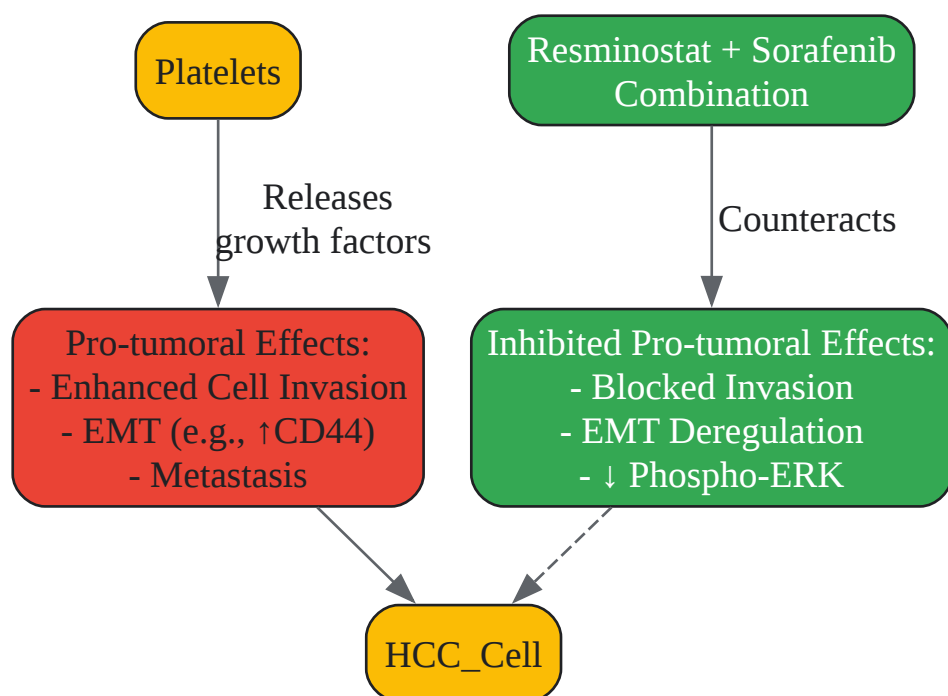 Platelets
Resminostat + Sorafenib
Combination
Releases
growth factors
Counteracts
Pro-tumoral Effects:
- Enhanced Cell Invasion
- EMT (e.g., ↑CD44)
- Metastasis
Inhibited Pro-tumoral Effects:
- Blocked Invasion
- EMT Deregulation
- ↓ Phospho-ERK
HCC_Cell